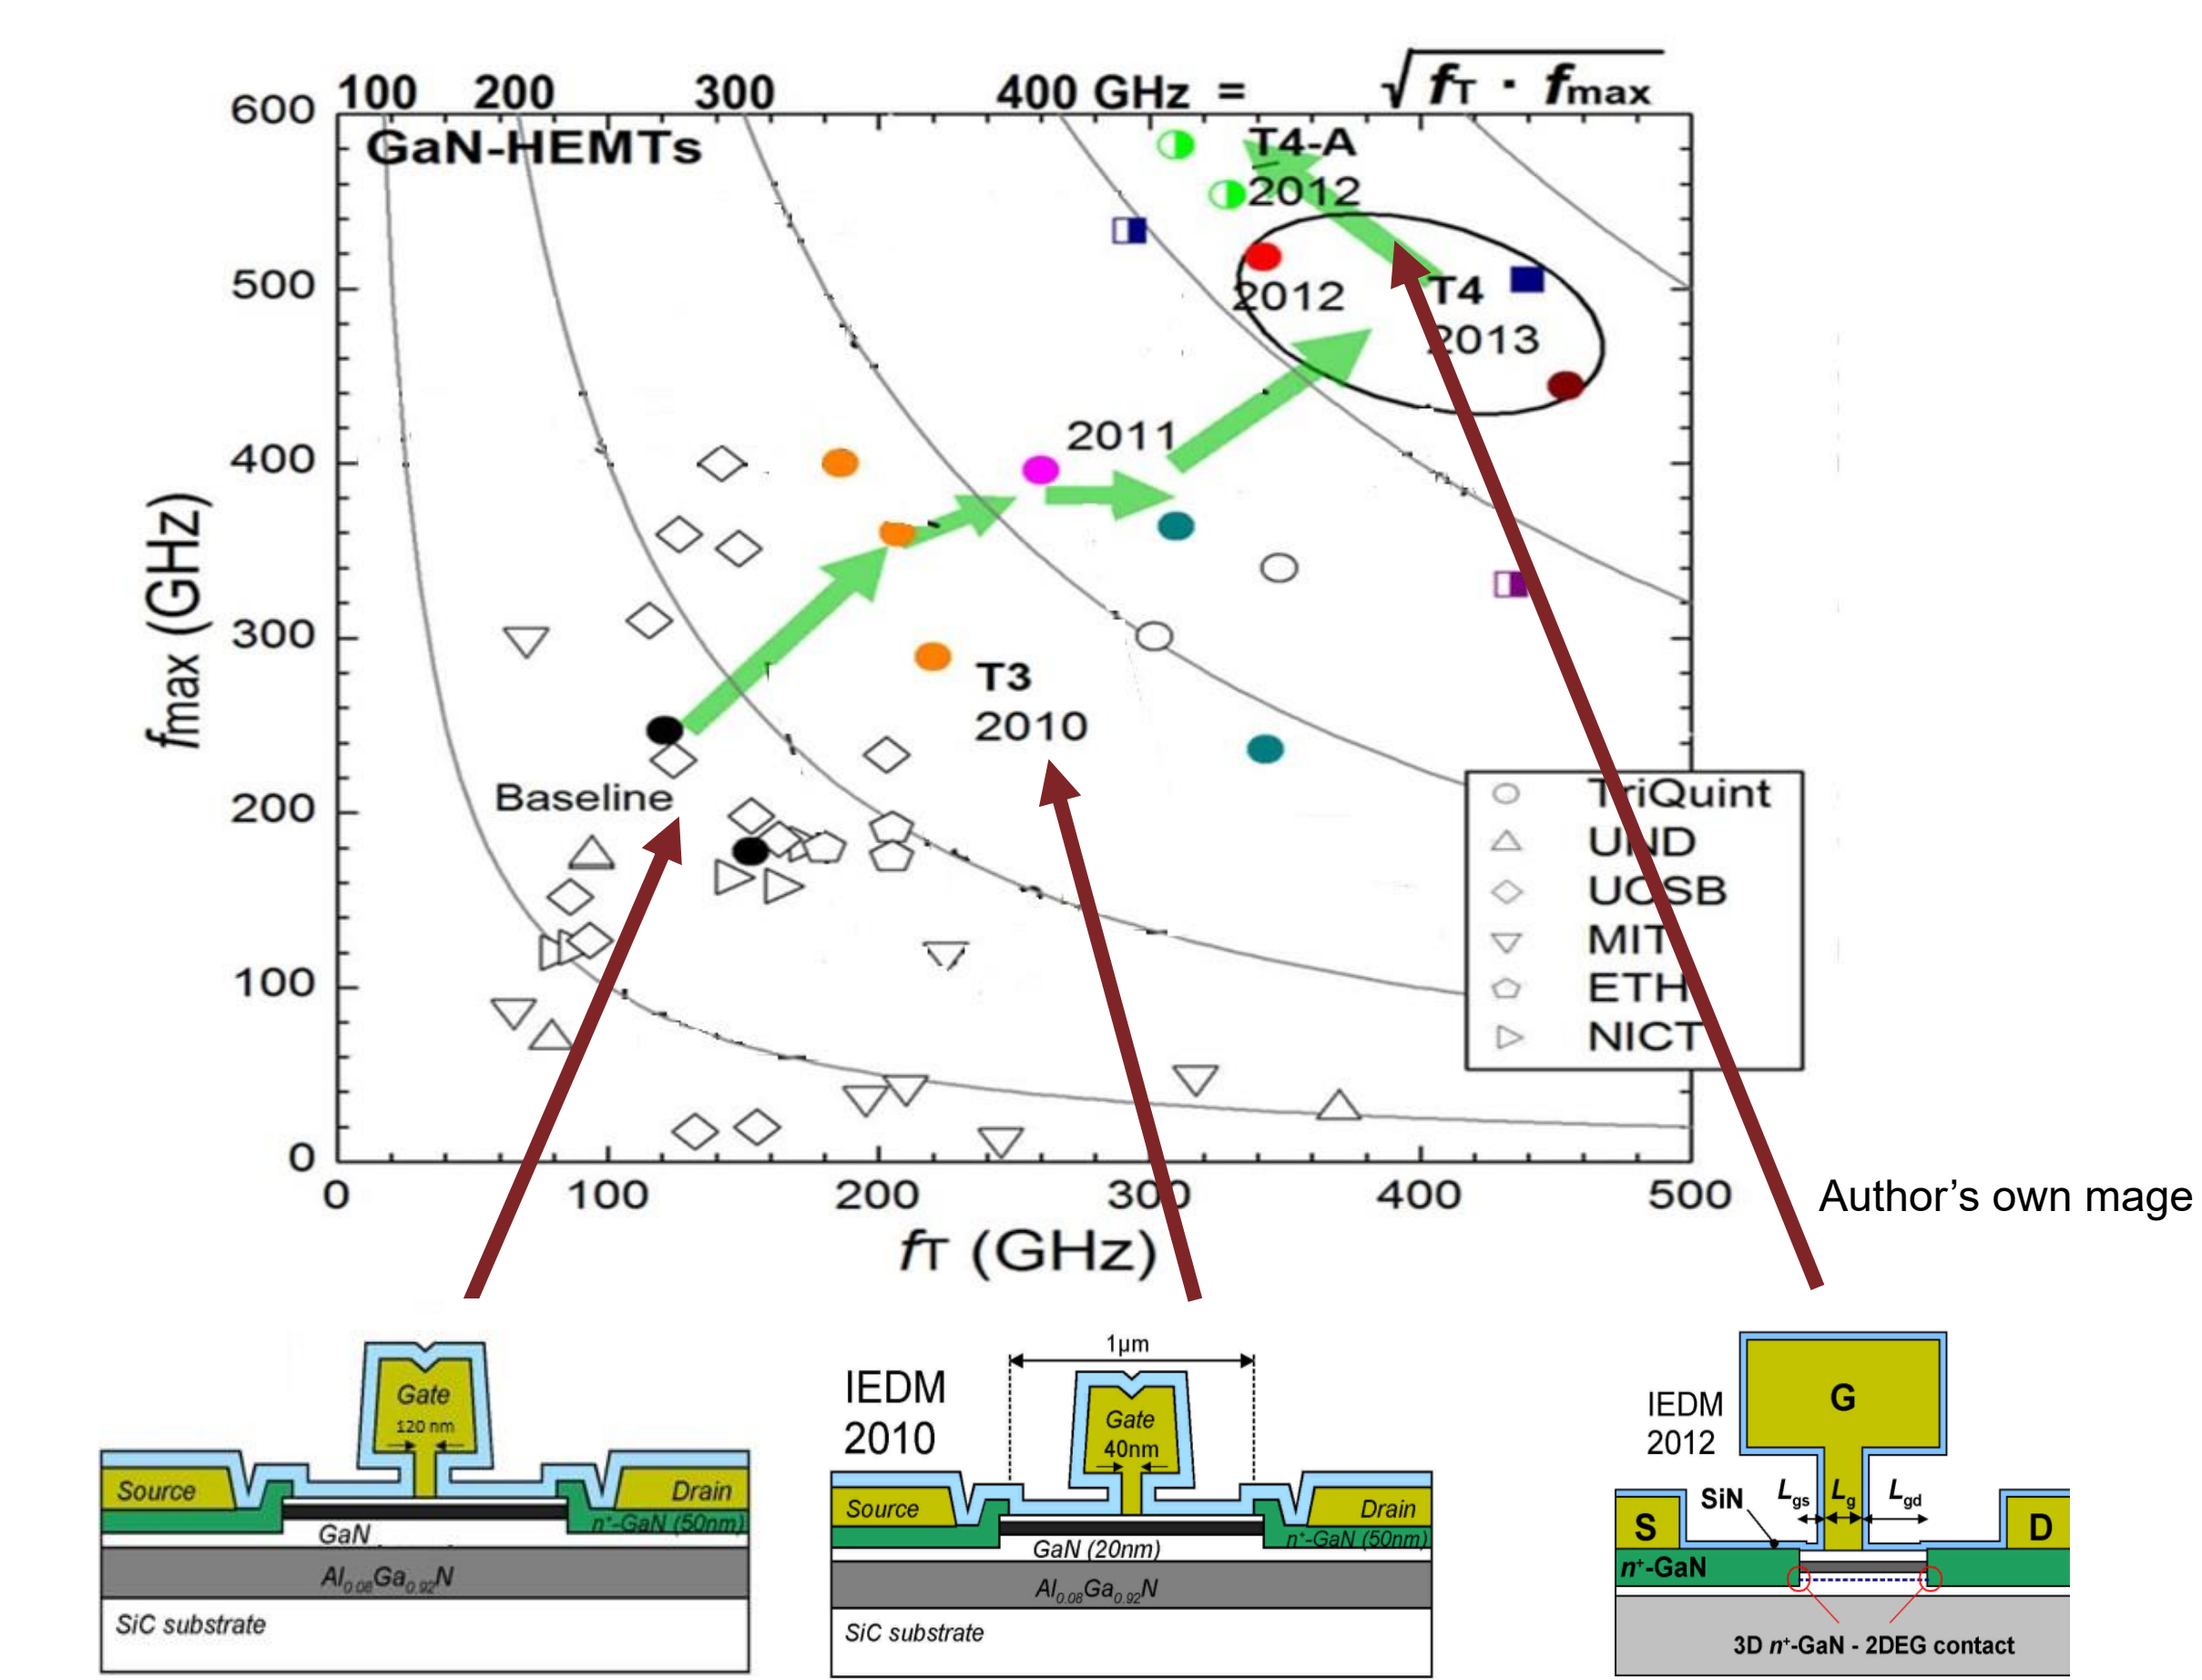 100 200 300 400 GHz = √fT · fmax
600
GaN-HEMTs
T4-A
2012
500
2012
T4
2013
400
2011
fmax (GHz)
300
T3
2010
200
Baseline
TriQuint
UND
UCSB
MIT
ETH
NICT
100
0
0 100 200 300 400 500
fT (GHz)
Author's own mage
Gate
120 nm
Source
Drain
n⁺-GaN (50nm)
GaN
Al0.08Ga0.92N
SiC substrate
IEDM
2010
1μm
Gate
40nm
Source
Drain
n⁺-GaN (50nm)
GaN (20nm)
Al0.08Ga0.92N
SiC substrate
IEDM
2012
G
SiN
Lgs Lg Lgd
S
D
n⁺-GaN
3D n⁺-GaN - 2DEG contact